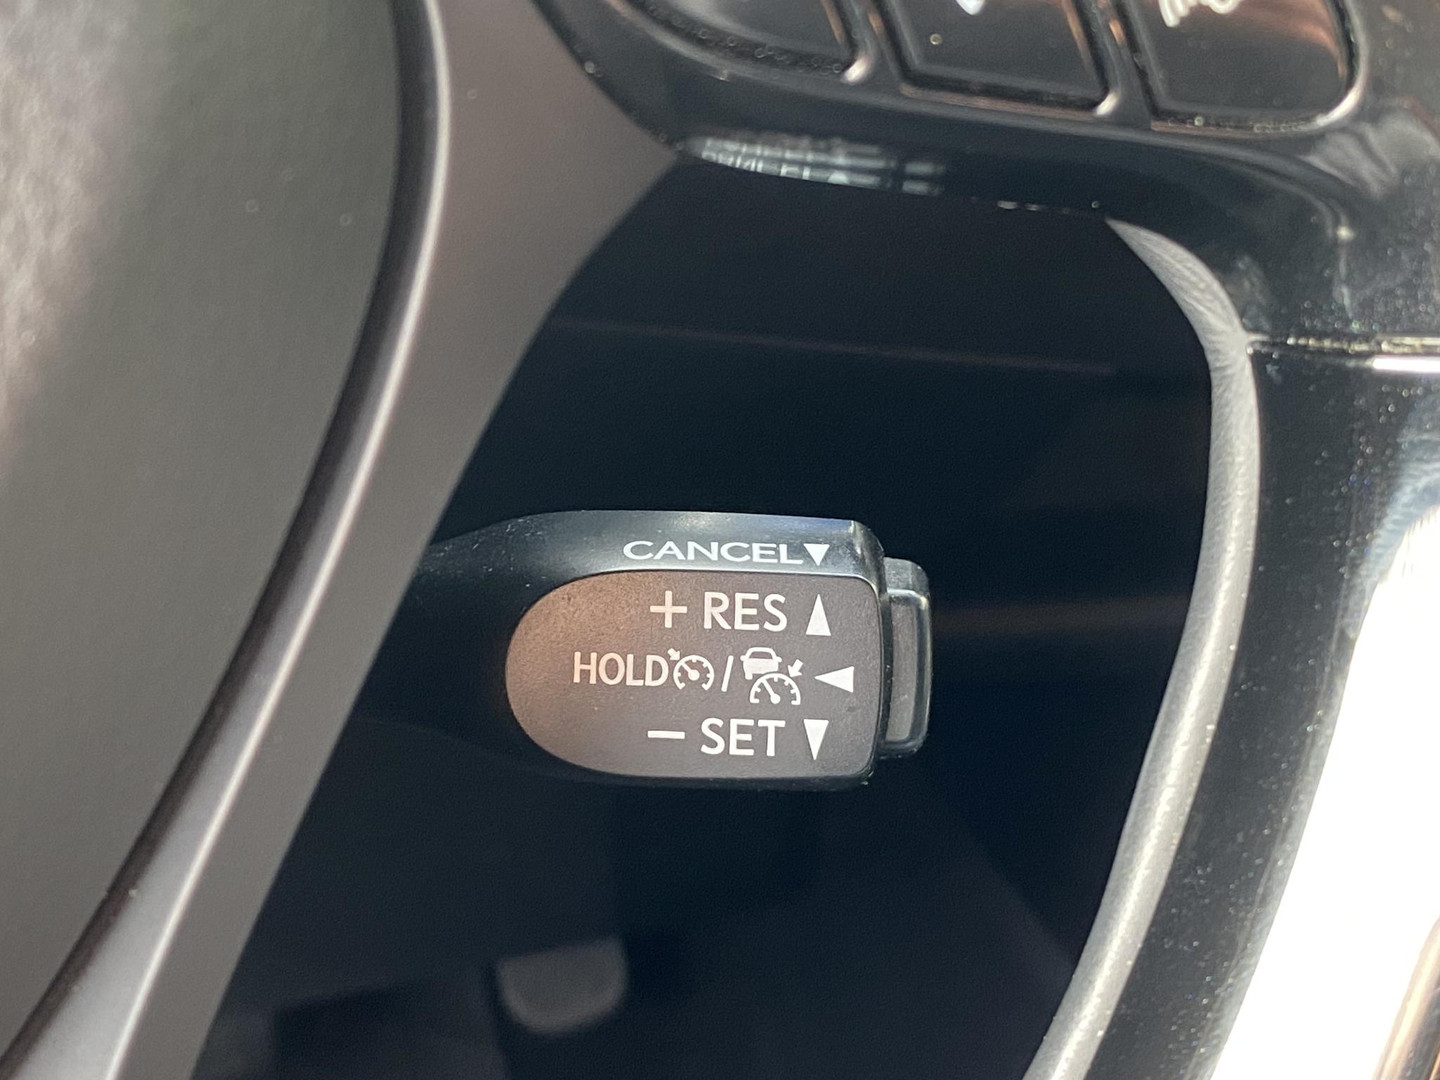 CANCEL▼
+ RES ▲
HOLD / ◀
− SET ▼